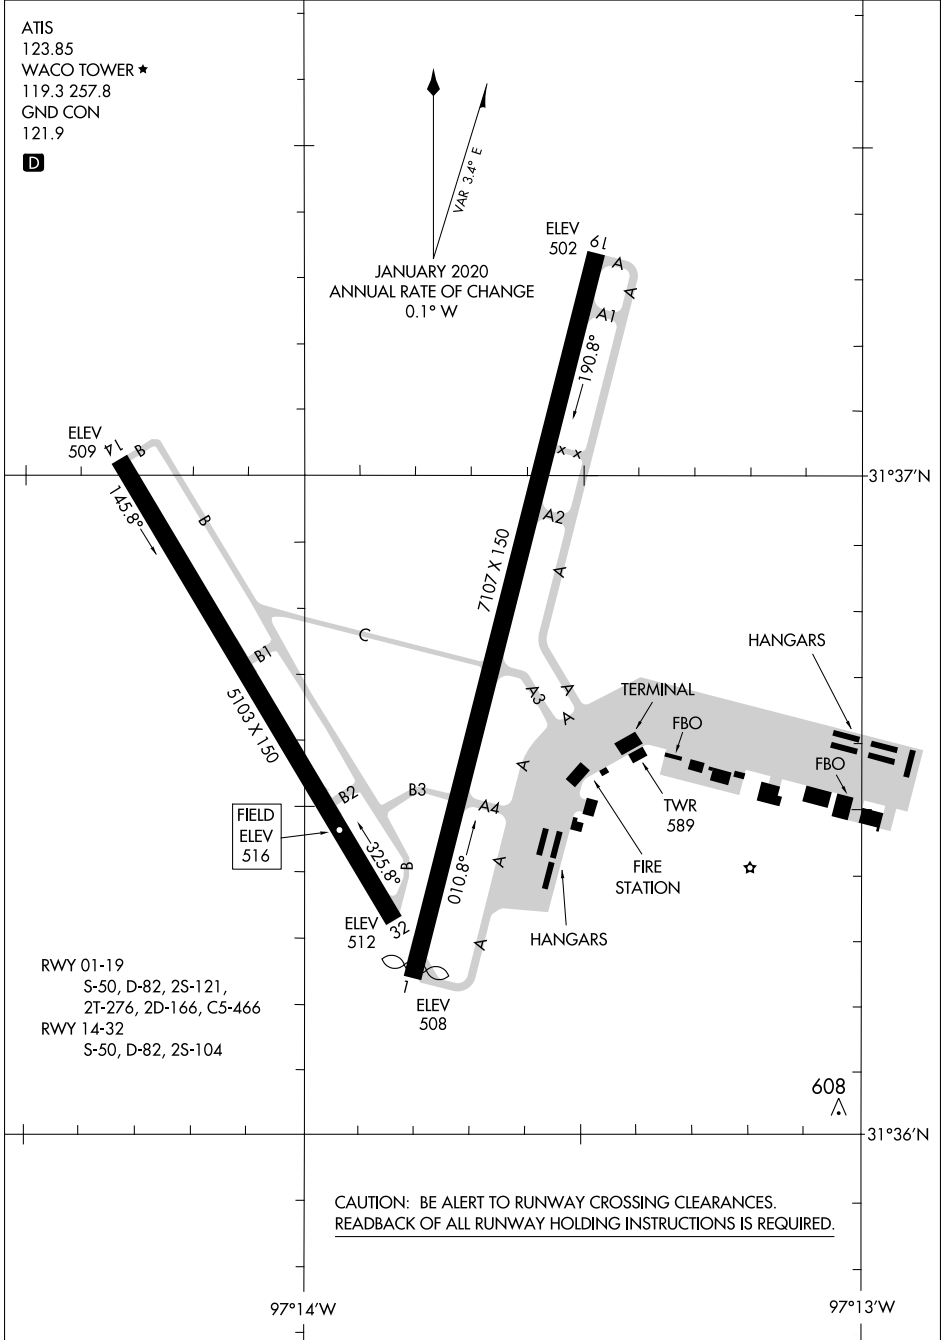 ATIS
123.85
WACO TOWER ★
119.3 257.8
GND CON
121.9
D
VAR 3.4° E
JANUARY 2020
ANNUAL RATE OF CHANGE
0.1° W
ELEV
502
19
A
A
A1
190.8°
X X
ELEV
509
14
B
145.8°
B
31°37'N
A2
7107 X 150
A
C
B1
5103 X 150
A3
A
A
HANGARS
TERMINAL
FBO
FBO
A
B2
B3
A4
TWR
589
FIELD
ELEV
516
325.8°
B
010.8°
A
FIRE
STATION
ELEV
512
32
A
HANGARS
1
ELEV
508
RWY 01-19
S-50, D-82, 2S-121,
2T-276, 2D-166, C5-466
RWY 14-32
S-50, D-82, 2S-104
608
31°36'N
CAUTION: BE ALERT TO RUNWAY CROSSING CLEARANCES.
READBACK OF ALL RUNWAY HOLDING INSTRUCTIONS IS REQUIRED.
97°14'W
97°13'W